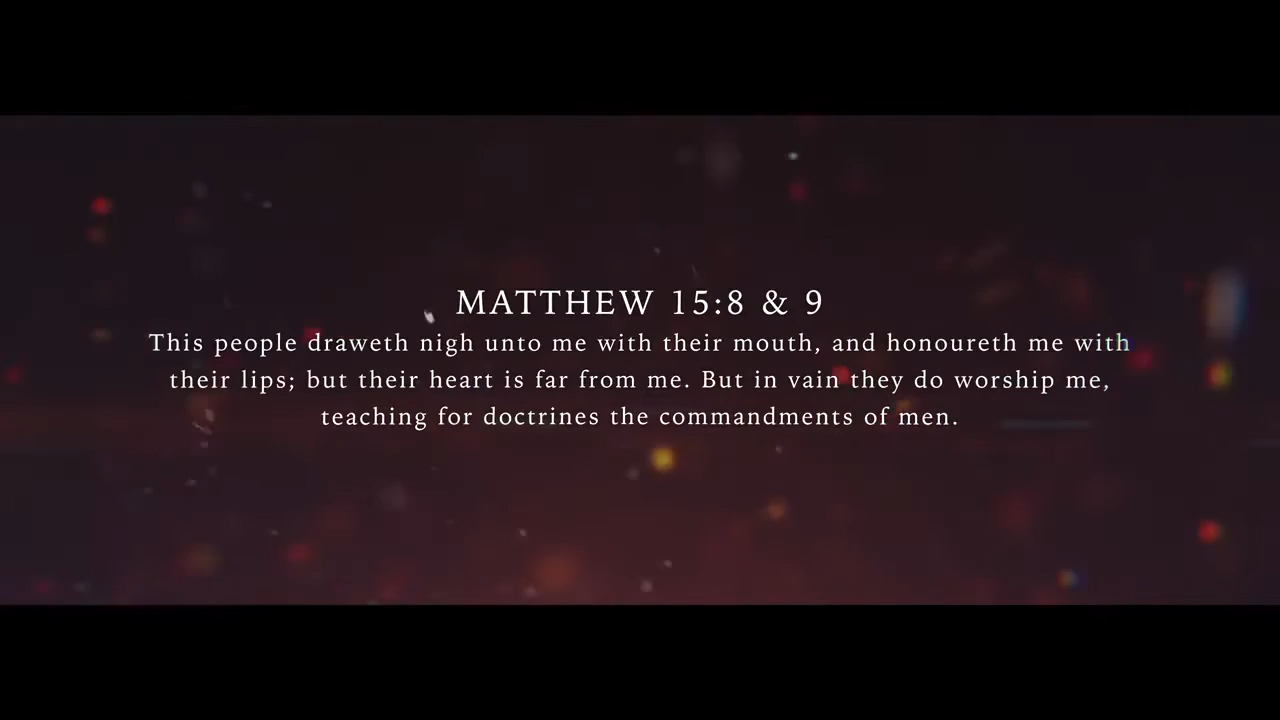 MATTHEW 15:8 & 9
This people draweth nigh unto me with their mouth, and honoureth me with
their lips; but their heart is far from me. But in vain they do worship me,
teaching for doctrines the commandments of men.